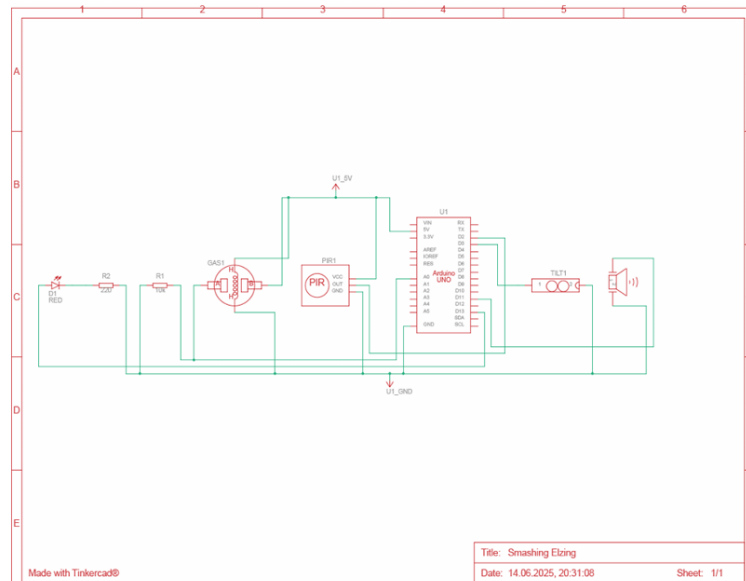 1 2 3 4 5 6
A
B
C
D
E
U1_5V
U1
VIN
5V
3.3V
AREF
IOREF
RES
A0
A1
A2
A3
A4
A5
GND
Arduino
UNO
RX
TX
D2
D3
D4
D5
D6
D7
D8
D9
D10
D11
D12
D13
SDA
SCL
D1
RED
R2
220
R1
10k
GAS1
H
A
B
H
PIR1
PIR
VCC
OUT
GND
TILT1
1
2
U1_GND
Title: Smashing Elzing
Made with Tinkercad®
Date: 14.06.2025, 20:31:08
Sheet: 1/1